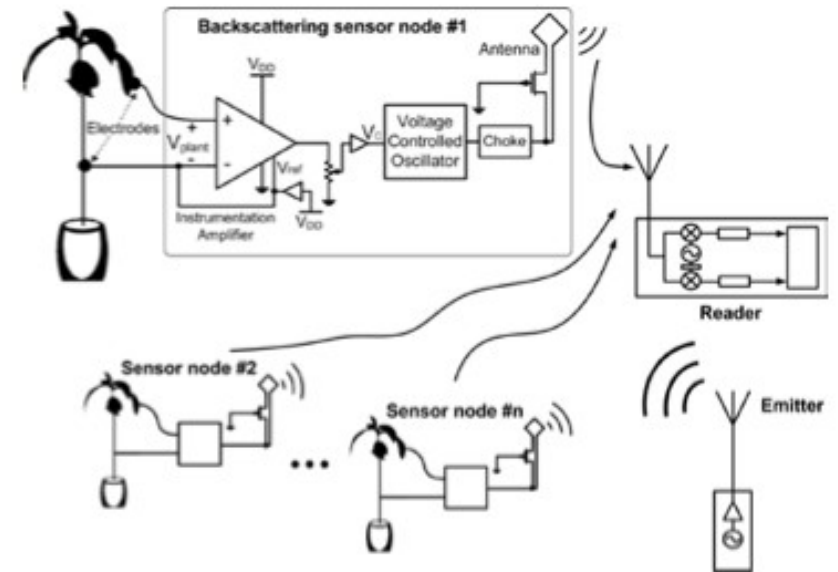 Backscattering sensor node #1
Antenna
VDD
Electrodes
+
Vplant
-
+
-
Vref
VDD
Instrumentation
Amplifier
VC
Voltage
Controlled
Oscillator
Choke
Reader
Sensor node #2
Sensor node #n
Emitter